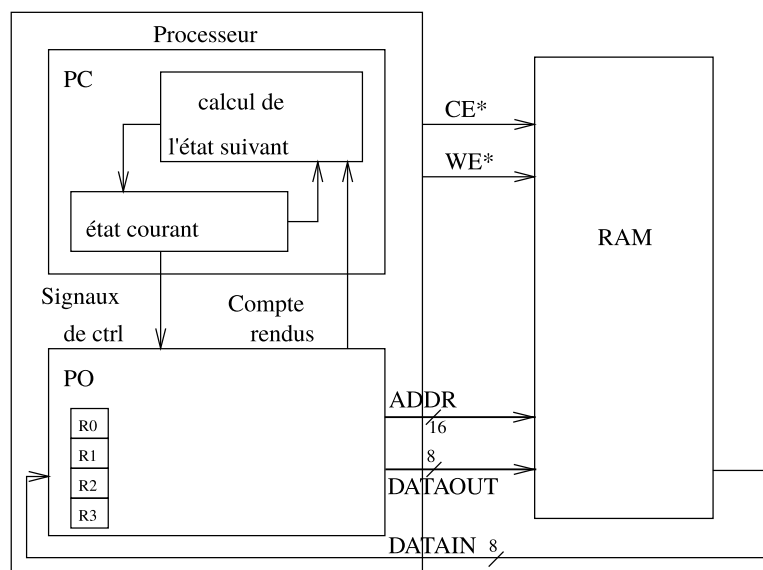 Processeur
PC
calcul de
l'état suivant
état courant
CE*
WE*
RAM
Signaux
de ctrl
Compte
rendus
PO
ADDR
16
R0
R1
R2
R3
8
DATAOUT
DATAIN
8